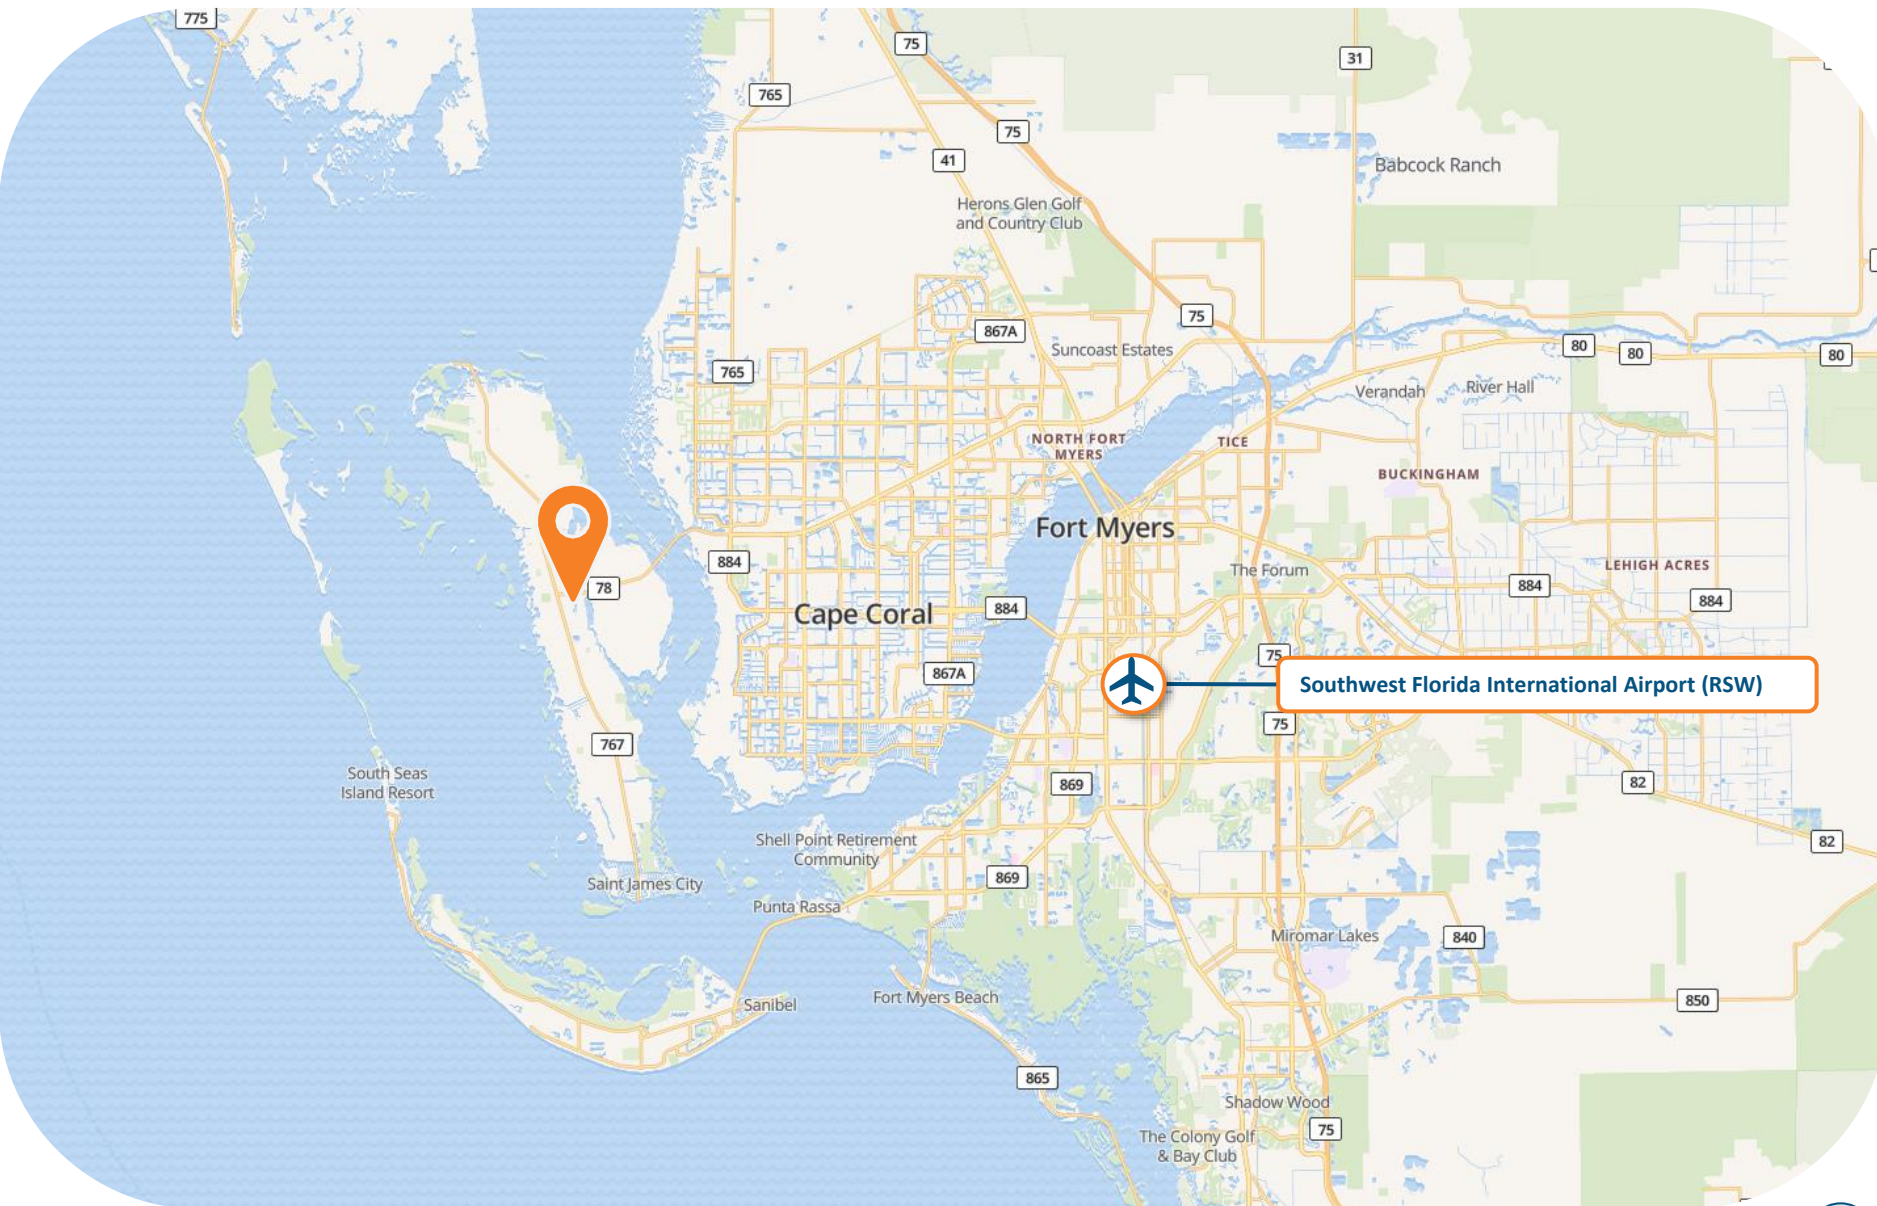 775
75
31
765
75
41
Babcock Ranch
Herons Glen Golf
and Country Club
75
867A
Suncoast Estates
80
80
80
765
Verandah
River Hall
NORTH FORT
MYERS
TICE
BUCKINGHAM
Fort Myers
884
The Forum
LEHIGH ACRES
78
884
884
Cape Coral
884
75
867A
Southwest Florida International Airport (RSW)
75
767
South Seas
Island Resort
869
82
Shell Point Retirement
Community
82
Saint James City
869
Punta Rassa
Miromar Lakes
840
Sanibel
Fort Myers Beach
850
865
Shadow Wood
75
The Colony Golf
& Bay Club